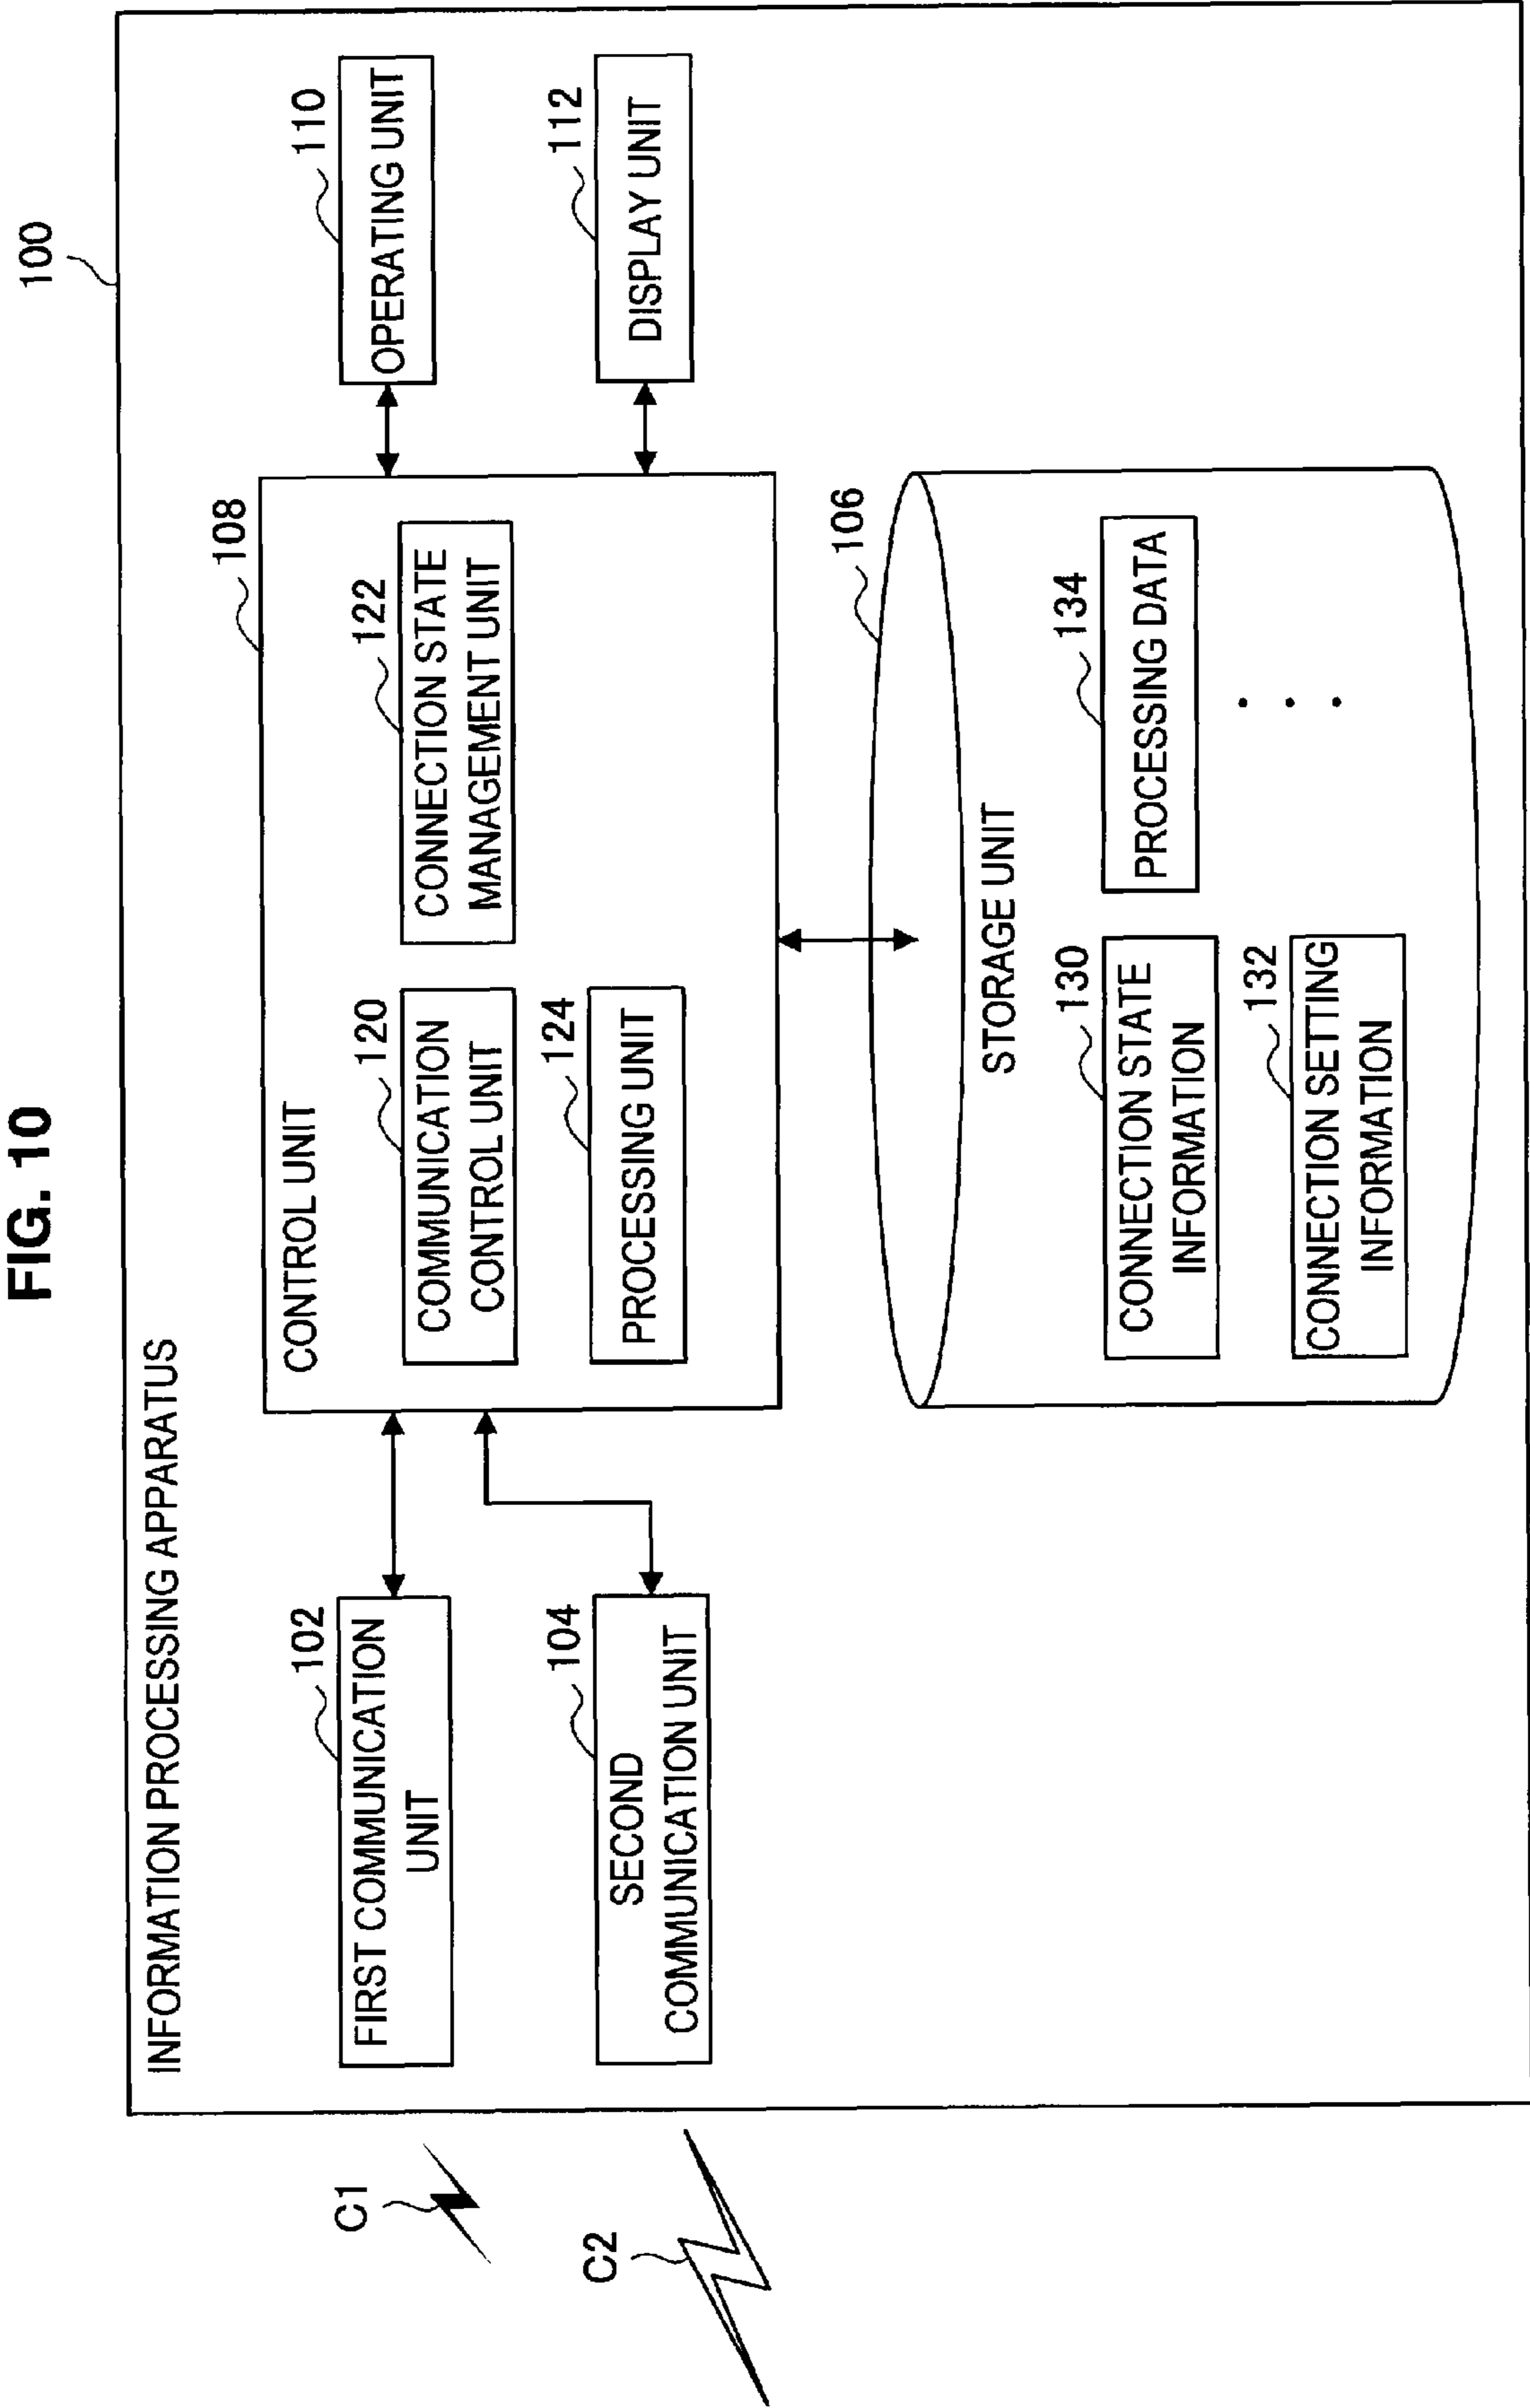 FIG. 10
100
INFORMATION PROCESSING APPARATUS
C1
C2
102
FIRST COMMUNICATION
UNIT
104
SECOND
COMMUNICATION UNIT
108
CONTROL UNIT
120
COMMUNICATION
CONTROL UNIT
122
CONNECTION STATE
MANAGEMENT UNIT
124
PROCESSING UNIT
110
OPERATING UNIT
112
DISPLAY UNIT
106
STORAGE UNIT
130
CONNECTION STATE
INFORMATION
134
PROCESSING DATA
. . .
132
CONNECTION SETTING
INFORMATION